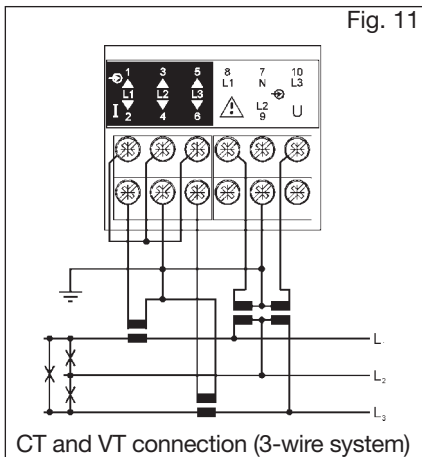 Fig. 11
1 3 5 8 7 10
L1 N L3
L1 L2 L3
I L2 U
2 4 6 9
L
L2
L3
CT and VT connection (3-wire system)